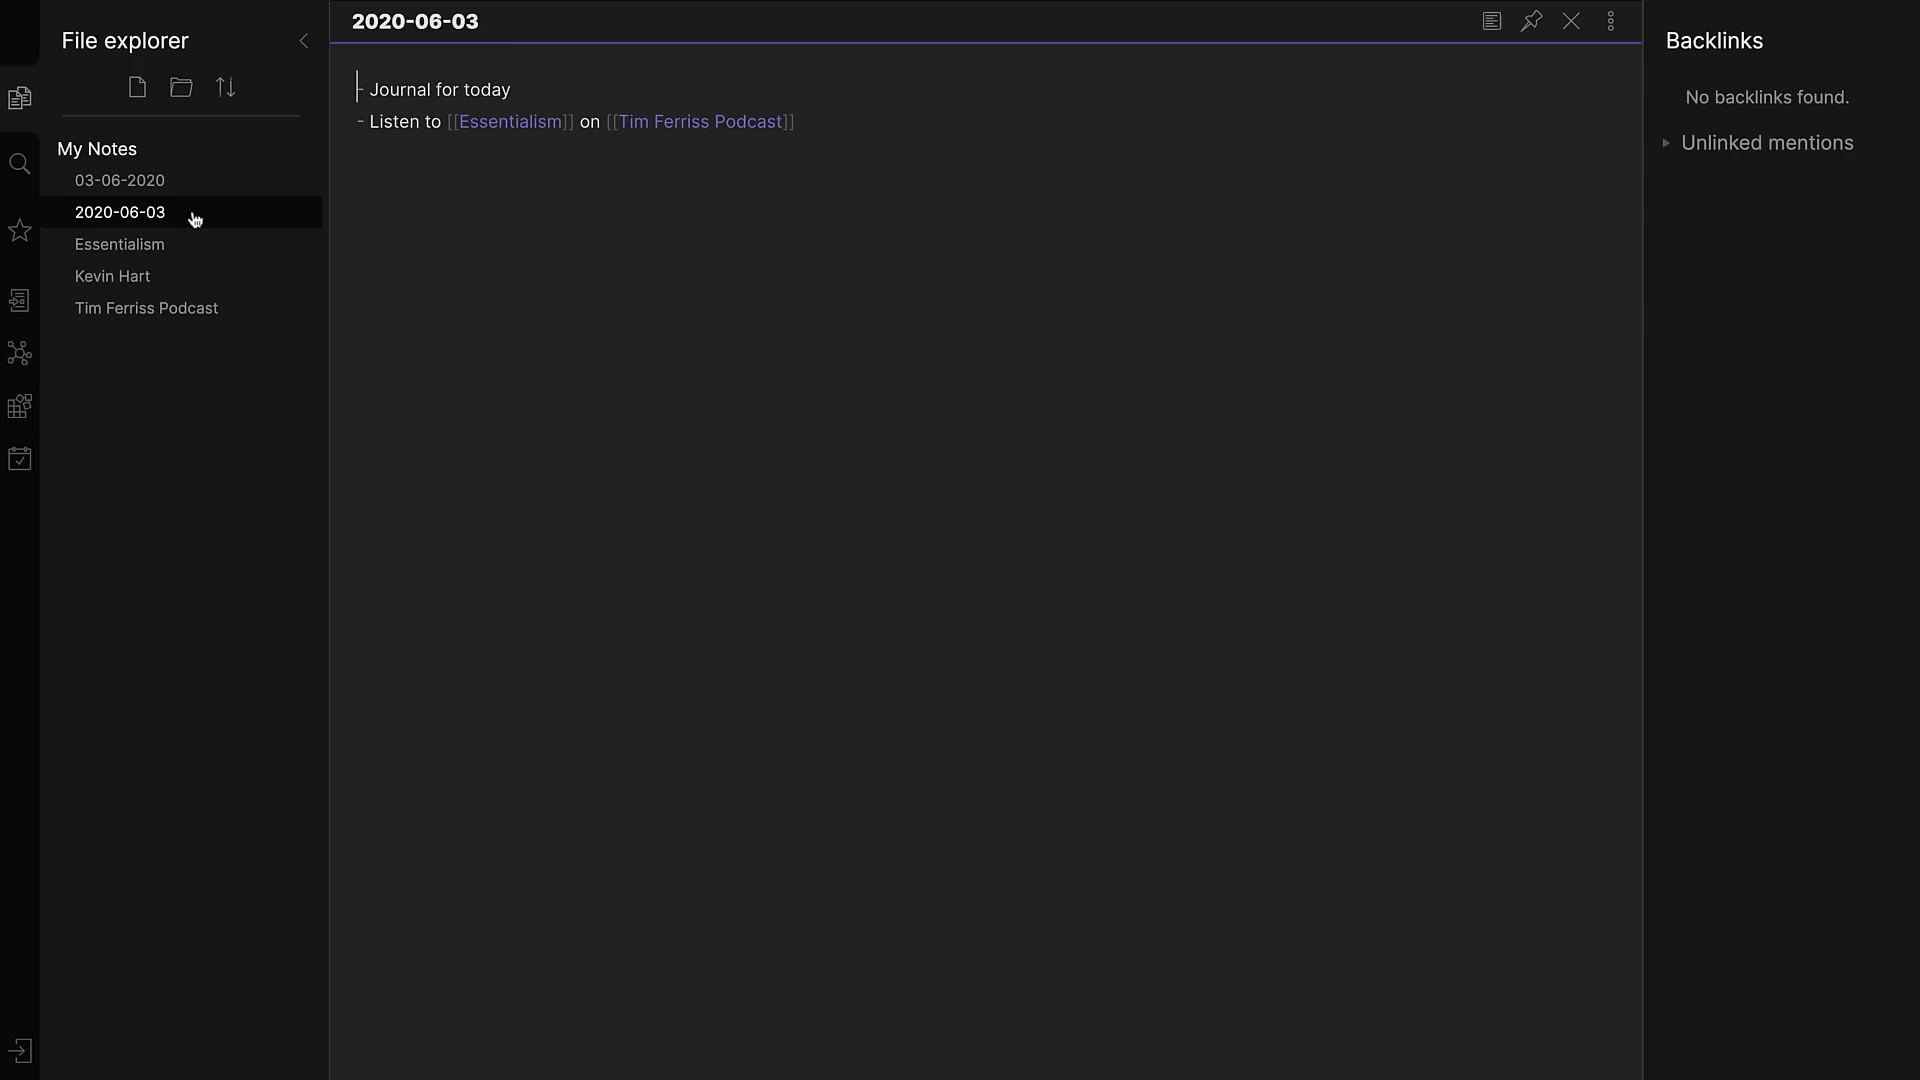 File explorer
My Notes
03-06-2020
2020-06-03
Essentialism
Kevin Hart
Tim Ferriss Podcast
2020-06-03
- Journal for today
- Listen to [[Essentialism]] on [[Tim Ferriss Podcast]]
Backlinks
No backlinks found.
Unlinked mentions